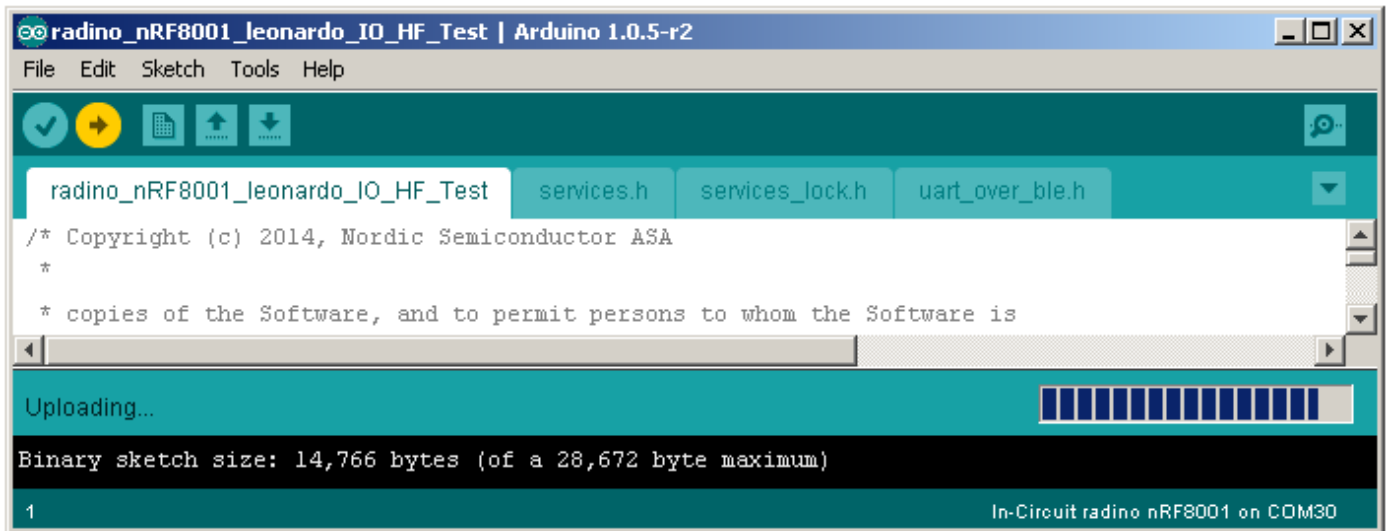 radino_nRF8001_leonardo_IO_HF_Test | Arduino 1.0.5-r2
File Edit Sketch Tools Help
radino_nRF8001_leonardo_IO_HF_Test services.h services_lock.h uart_over_ble.h
/* Copyright (c) 2014, Nordic Semiconductor ASA
*
* copies of the Software, and to permit persons to whom the Software is
Uploading...
Binary sketch size: 14,766 bytes (of a 28,672 byte maximum)
1 In-Circuit radino nRF8001 on COM30